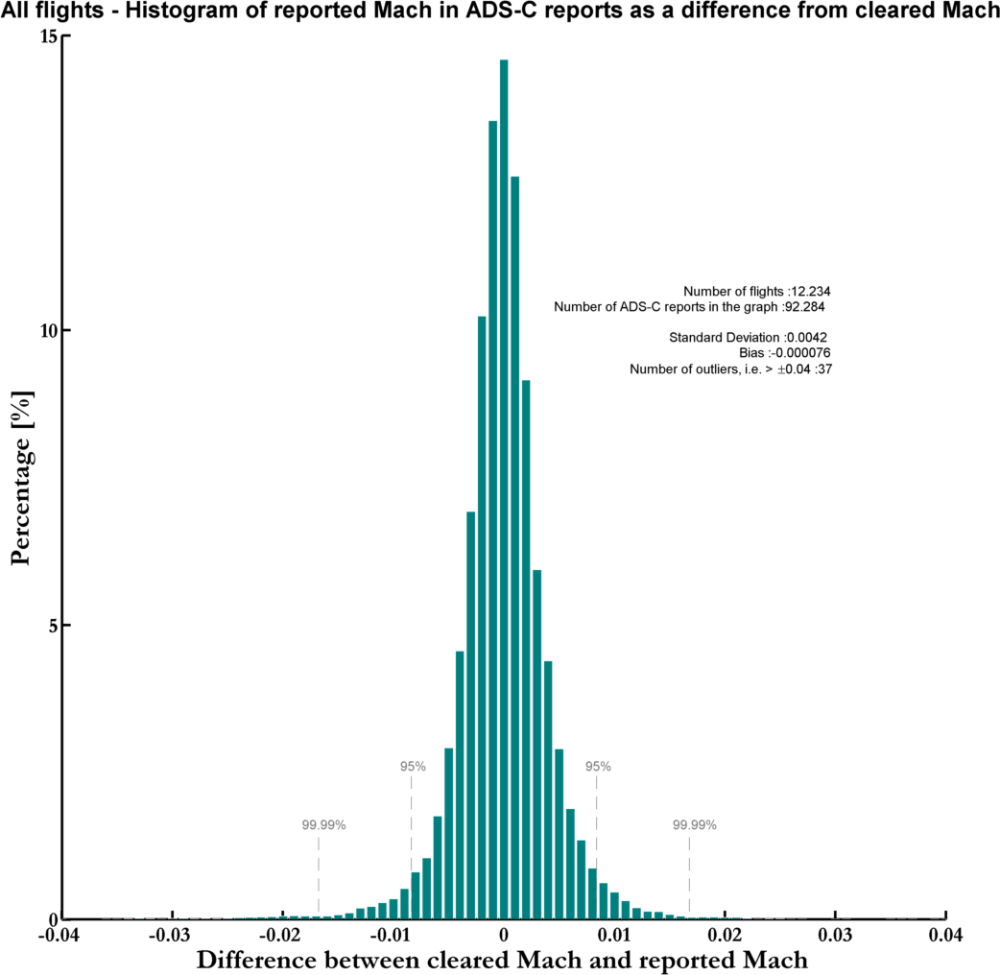 All flights - Histogram of reported Mach in ADS-C reports as a difference from cleared Mach
15
Number of flights :12.234
Number of ADS-C reports in the graph :92.284
10
Standard Deviation :0.0042
Bias :-0.000076
Number of outliers, i.e. > ±0.04 :37
Percentage [%]
5
95%
95%
99.99%
99.99%
0
-0.04
-0.03
-0.02
-0.01
0
0.01
0.02
0.03
0.04
Difference between cleared Mach and reported Mach